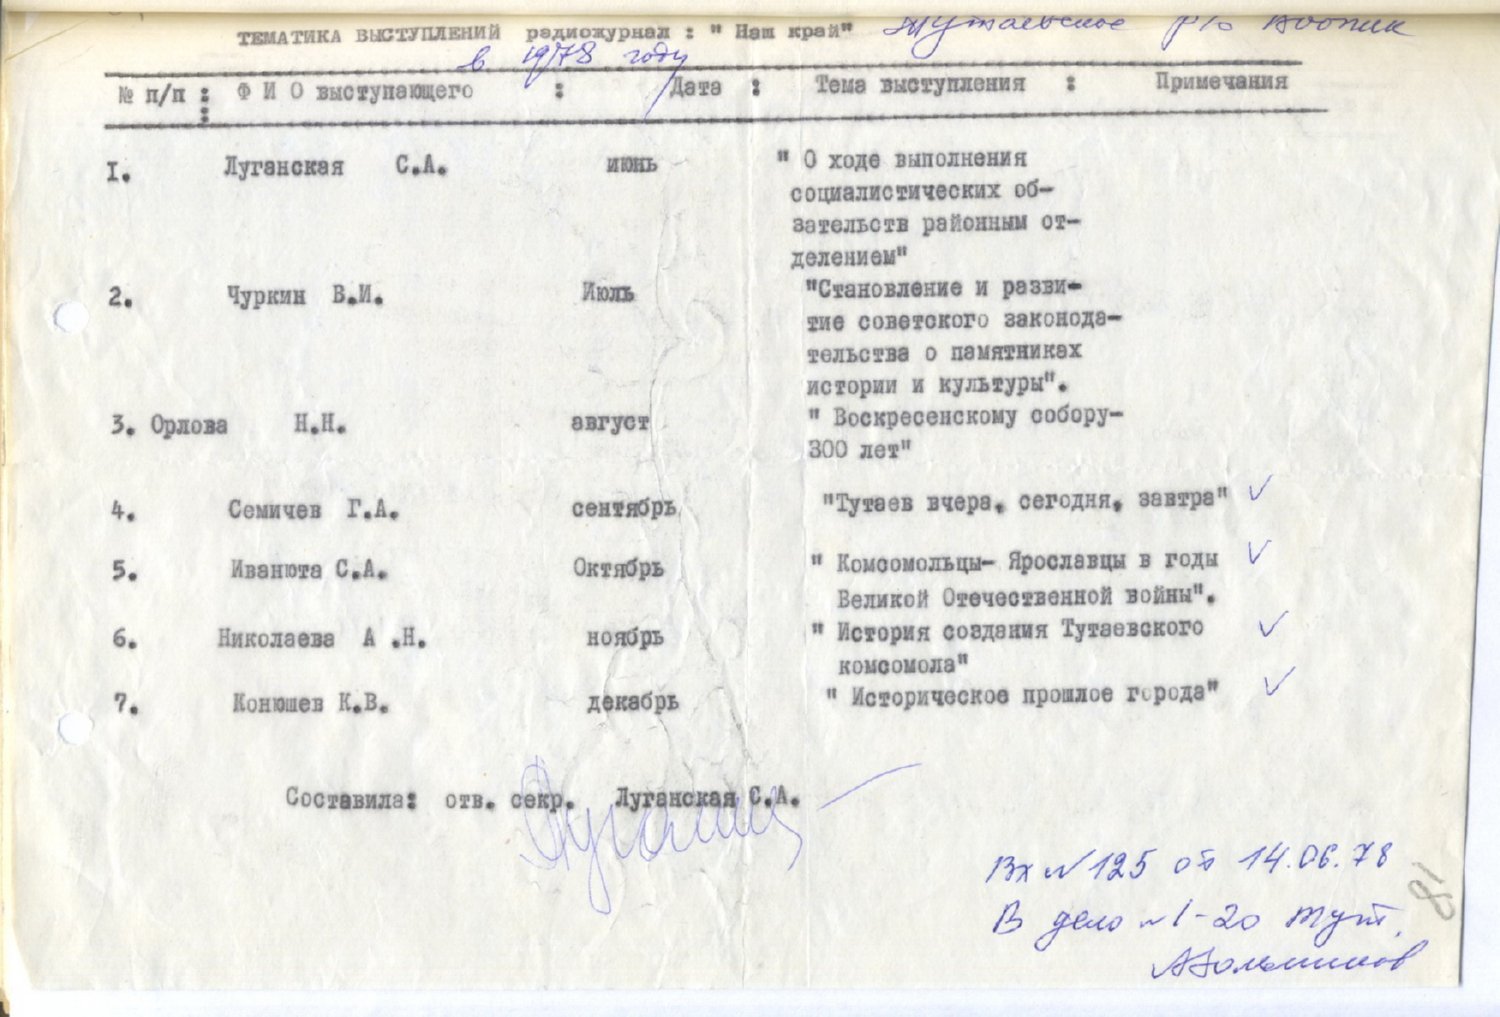 ТЕМАТИКА ВЫСТУПЛЕНИЙ радиожурнал : " Наш край" Тутаевское р/о ВООПИК
в 1978 году
№ п/п : Ф И О выступающего : Дата : Тема выступления : Примечания
I. Луганская С.А. июнь " О ходе выполнения
социалистических об-
зательств районным от-
делением"
2. Чуркин В.И. Июль "Становление и разви-
тие советского законода-
тельства о памятниках
истории и культуры".
3. Орлова Н.Н. август " Воскресенскому собору-
300 лет"
4. Семичев Г.А. сентябрь "Тутаев вчера, сегодня, завтра" ✓
5. Иванюта С.А. Октябрь " Комсомольцы- Ярославцы в годы ✓
Великой Отечественной войны".
6. Николаева А .Н. ноябрь " История создания Тутаевского ✓
комсомола"
7. Конюшев К.В. декабрь " Историческое прошлое города" ✓
Составила: отв. секр. Луганская С.А.
Вх № 125 от 14.06.78
В дело № 1-20 Тут.
18